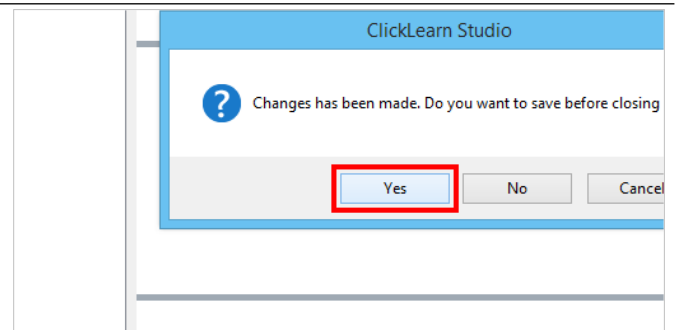 ClickLearn Studio
Changes has been made. Do you want to save before closing
Yes
No
Cancel